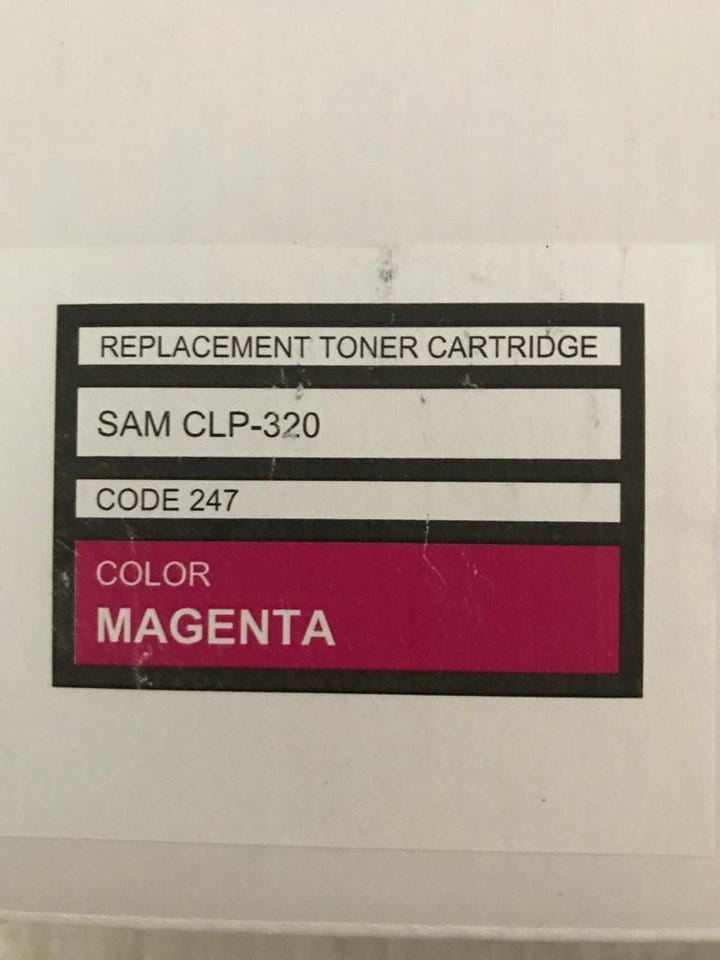 REPLACEMENT TONER CARTRIDGE
SAM CLP-320
CODE 247
COLOR
MAGENTA